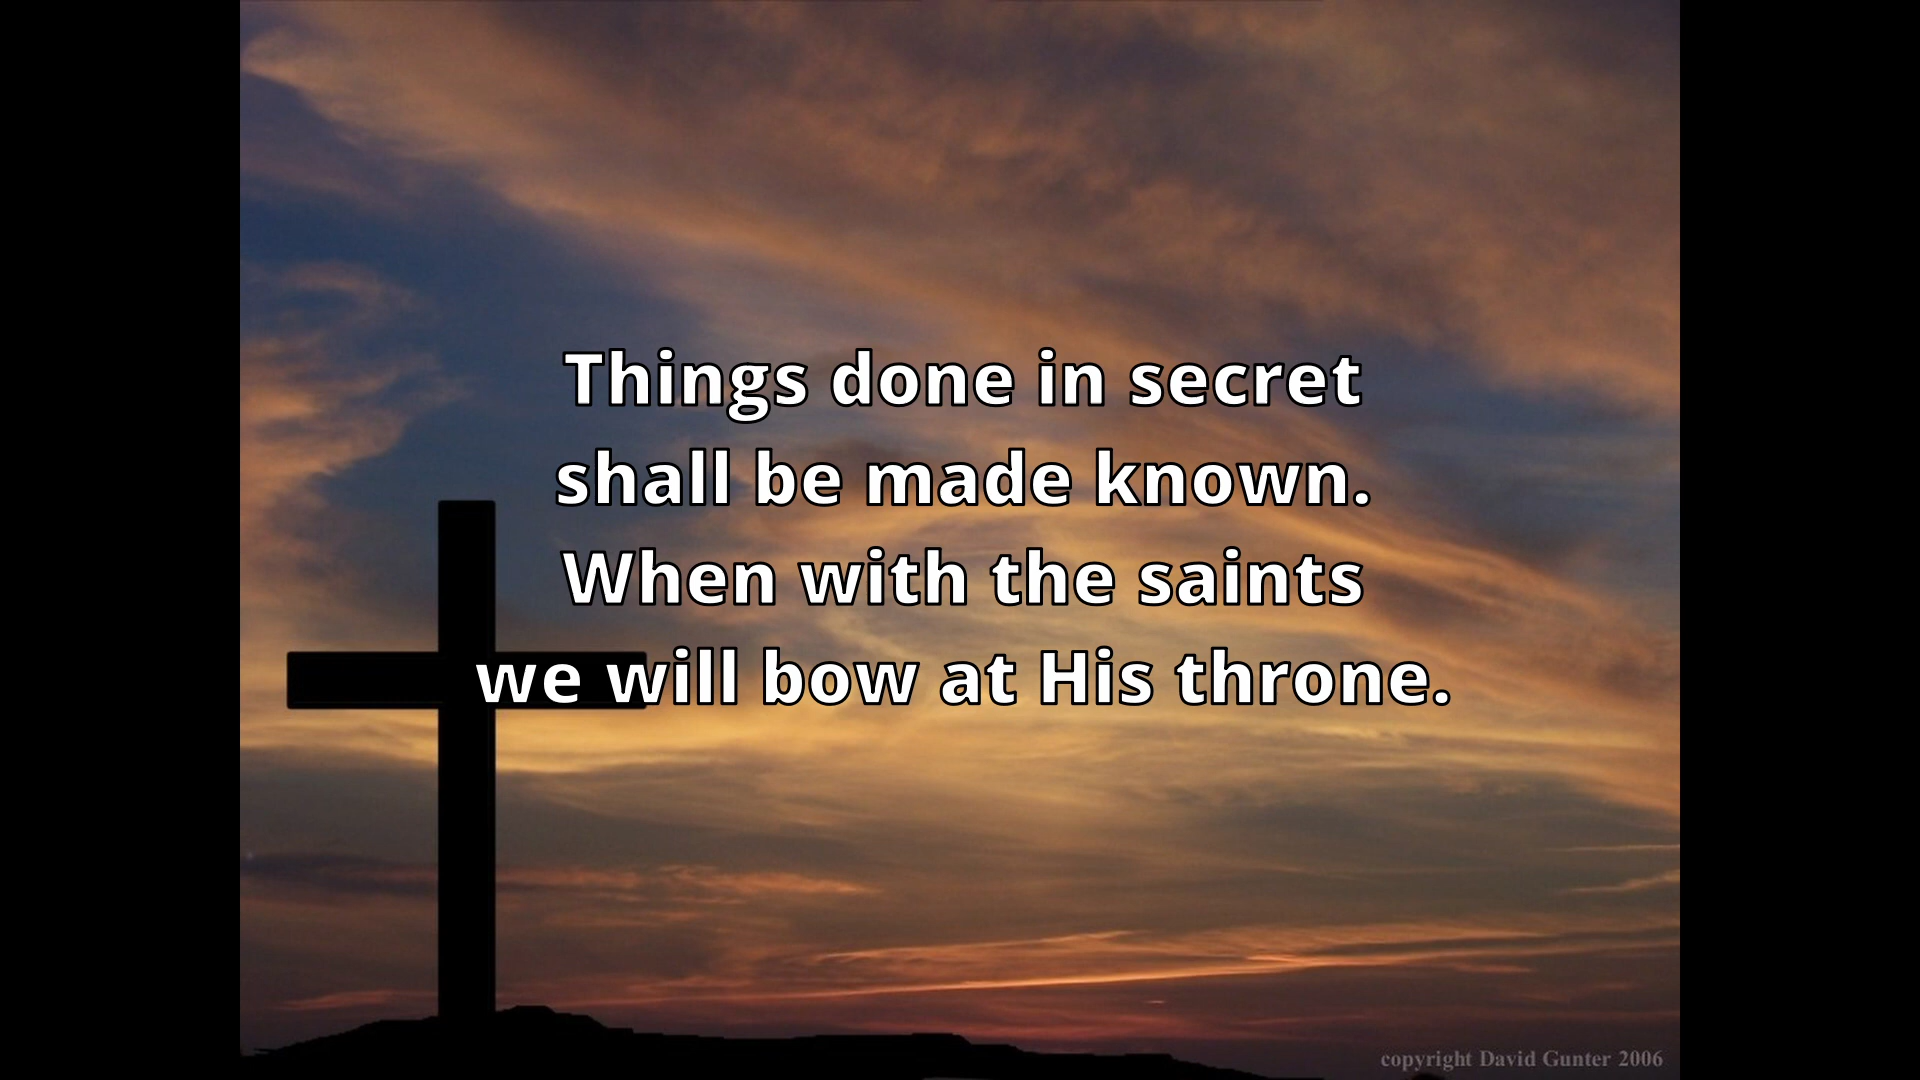 Things done in secret
shall be made known.
When with the saints
we will bow at His throne.
copyright David Gunter 2006